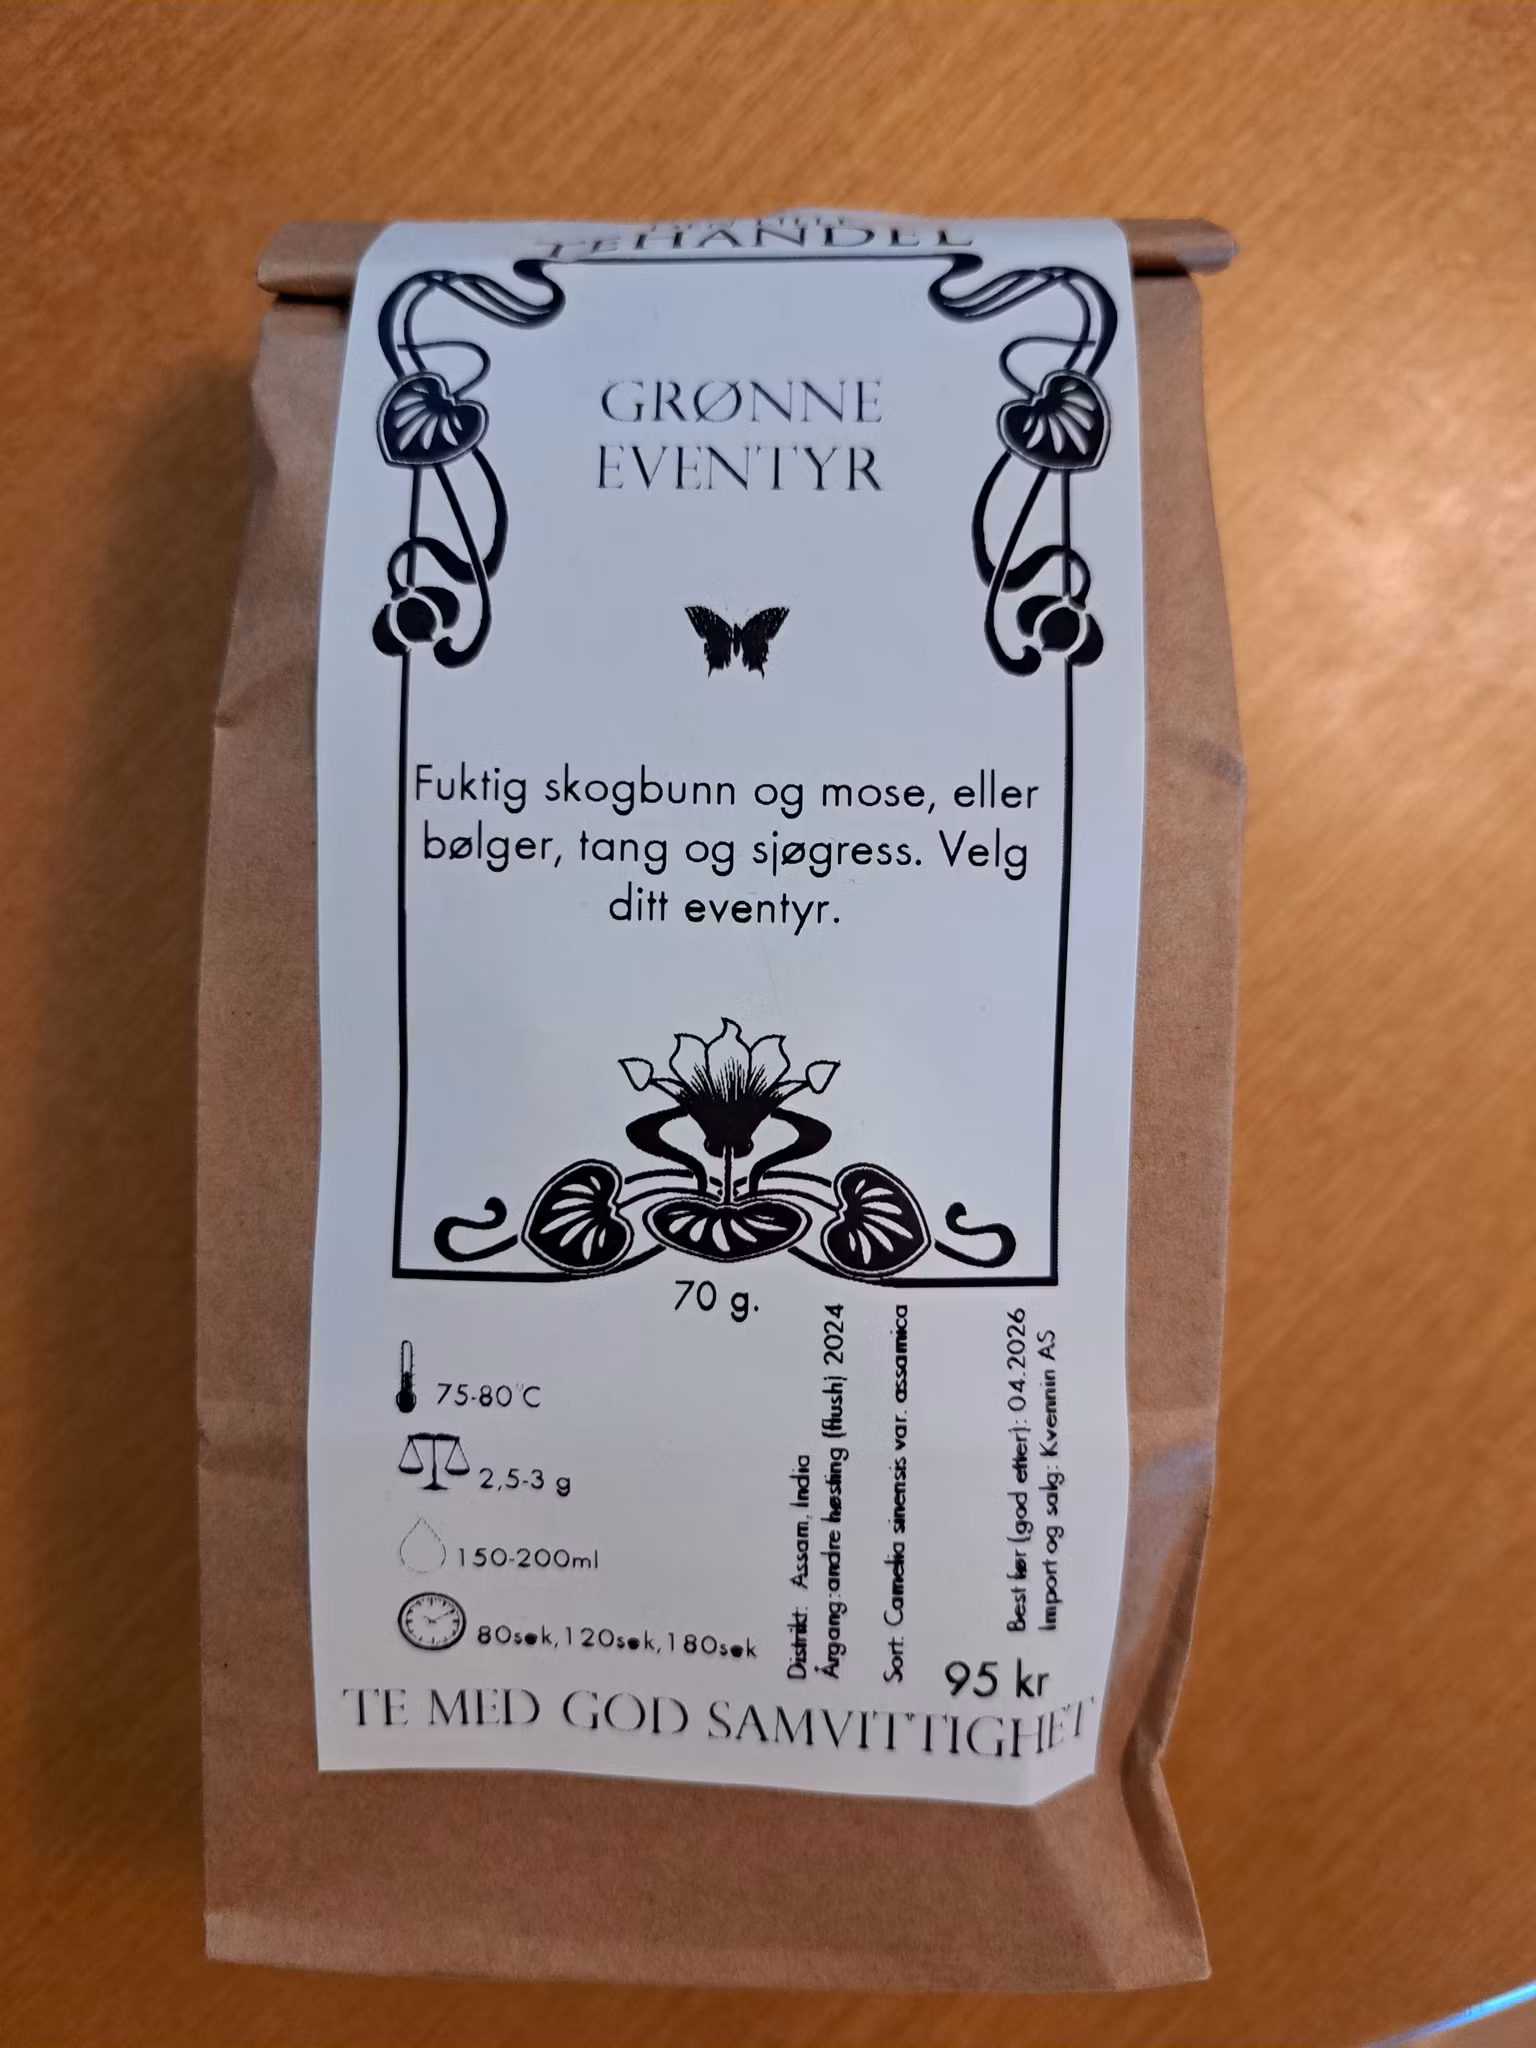 TEHANDEL
GRØNNE
EVENTYR
Fuktig skogbunn og mose, eller
bølger, tang og sjøgress. Velg
ditt eventyr.
70 g.
75-80°C
2,5-3 g
150-200ml
80sek,120sek,180sek
Distrikt: Assam, India
Årgang:andre høsting (flush) 2024
Sort: Camelia sinensis var. assamica
Best før (god etter): 04.2026
Import og salg: Kvennin AS
95 kr
TE MED GOD SAMVITTIGHET